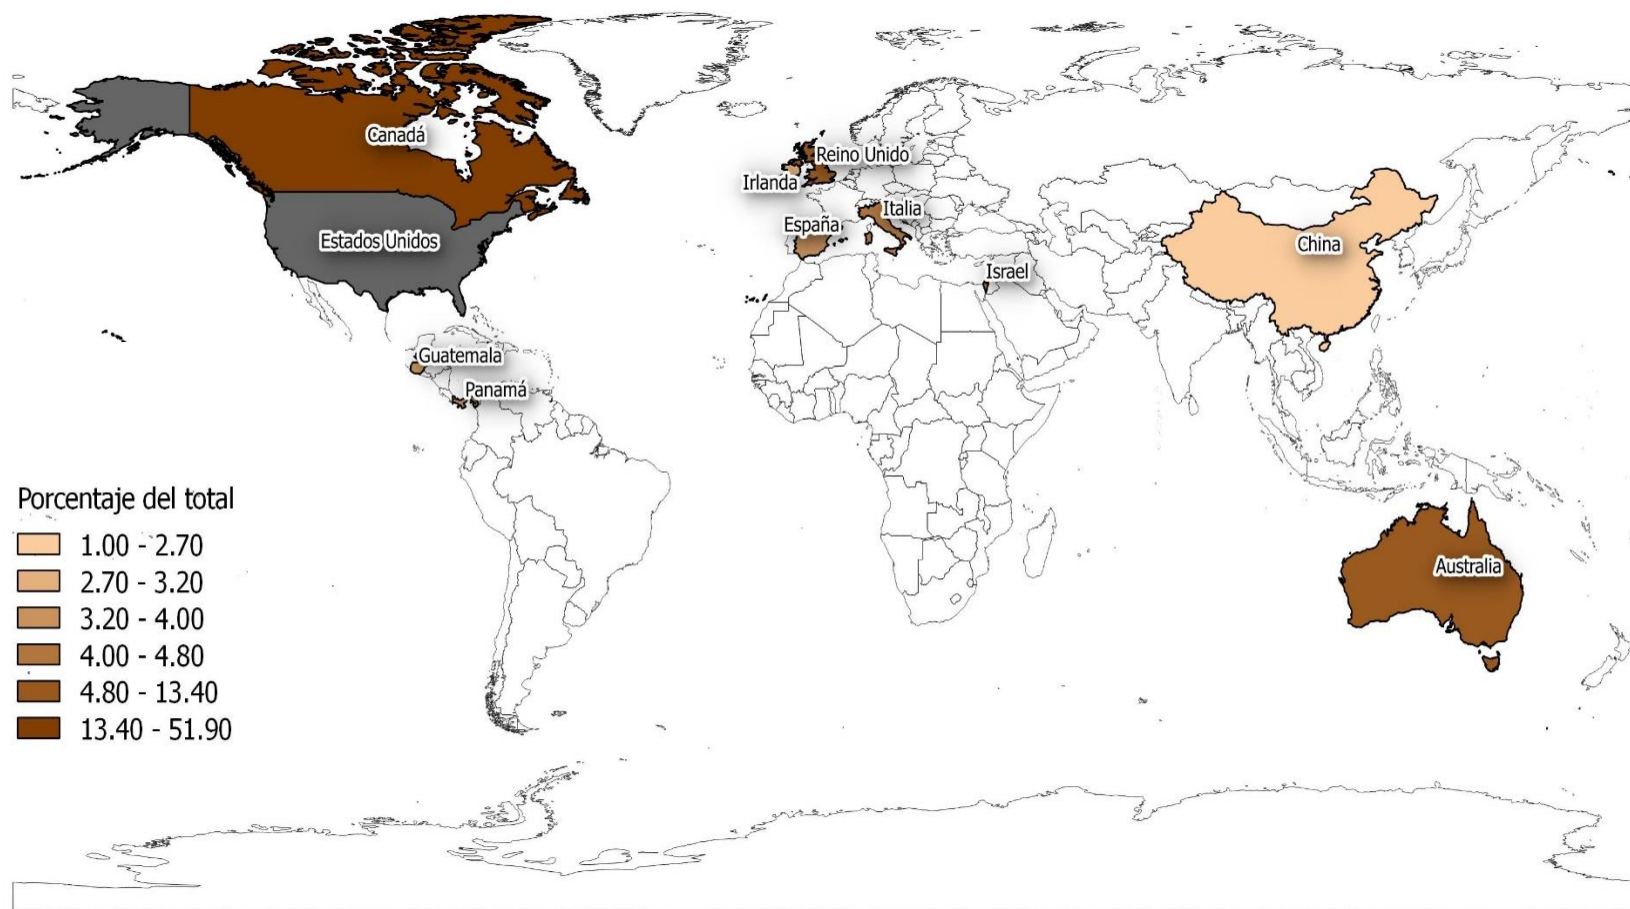 Canadá
Reino Unido
Irlanda
Italia
España
Estados Unidos
China
Israel
Guatemala
Panamá
Porcentaje del total
1.00 - 2.70
2.70 - 3.20
3.20 - 4.00
4.00 - 4.80
4.80 - 13.40
13.40 - 51.90
Australia